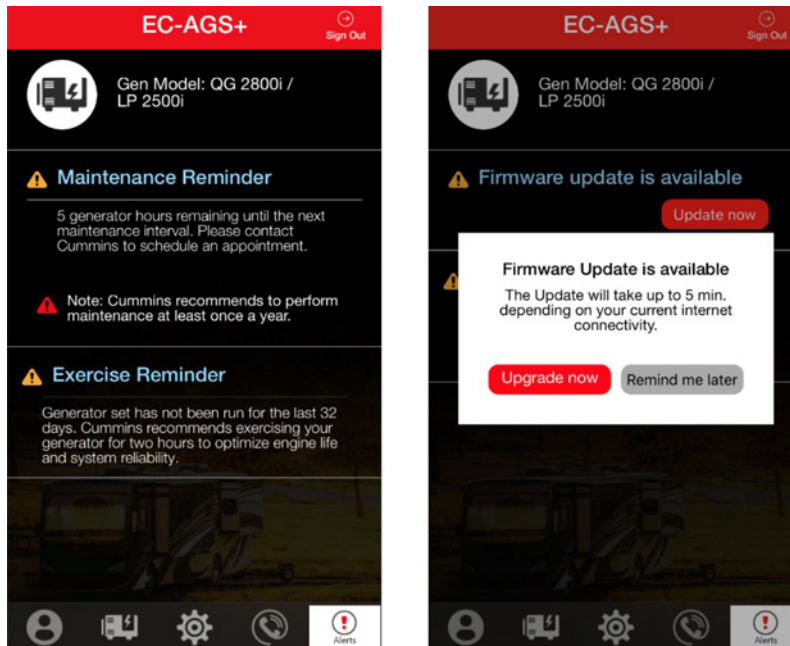 EC-AGS+
Sign Out
Gen Model: QG 2800i /
LP 2500i
Maintenance Reminder
5 generator hours remaining until the next
maintenance interval. Please contact
Cummins to schedule an appointment.
Note: Cummins recommends to perform
maintenance at least once a year.
Exercise Reminder
Generator set has not been run for the last 32
days. Cummins recommends exercising your
generator for two hours to optimize engine life
and system reliability.
Alerts
EC-AGS+
Sign Out
Gen Model: QG 2800i /
LP 2500i
Firmware update is available
Update now
Firmware Update is available
The Update will take up to 5 min.
depending on your current internet
connectivity.
Upgrade now
Remind me later
Alerts